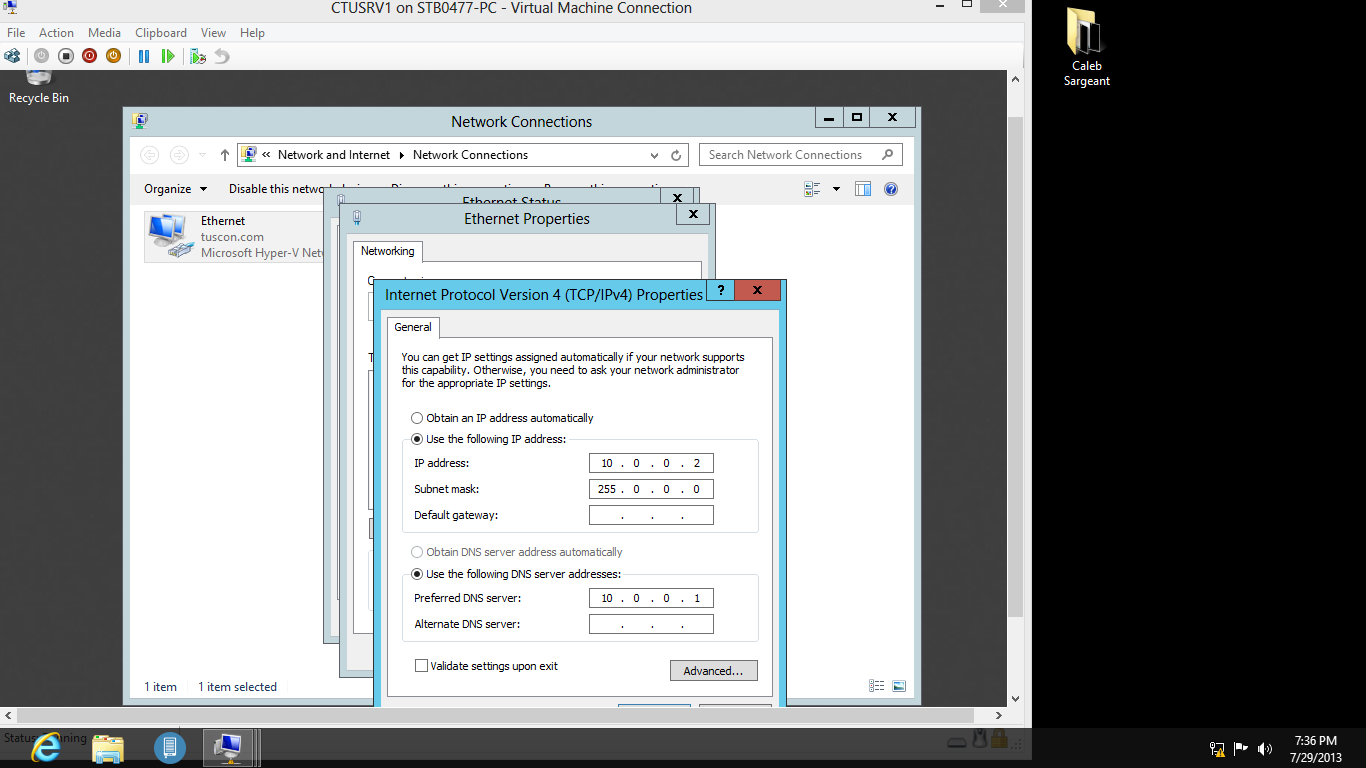 CTUSRV1 on STB0477-PC - Virtual Machine Connection
File Action Media Clipboard View Help
Recycle Bin
Caleb
Sargeant
Network Connections
« Network and Internet Network Connections
Search Network Connections
Organize Disable this network
Ethernet Status
Ethernet
tuscon.com
Microsoft Hyper-V
Ethernet Properties
Networking
Internet Protocol Version 4 (TCP/IPv4) Properties
General
You can get IP settings assigned automatically if your network supports
this capability. Otherwise, you need to ask your network administrator
for the appropriate IP settings.
Obtain an IP address automatically
Use the following IP address:
IP address: 10 . 0 . 0 . 2
Subnet mask: 255 . 0 . 0 . 0
Default gateway: . . .
Obtain DNS server address automatically
Use the following DNS server addresses:
Preferred DNS server: 10 . 0 . 0 . 1
Alternate DNS server: . . .
Validate settings upon exit
Advanced...
1 item 1 item selected
7:36 PM
7/29/2013